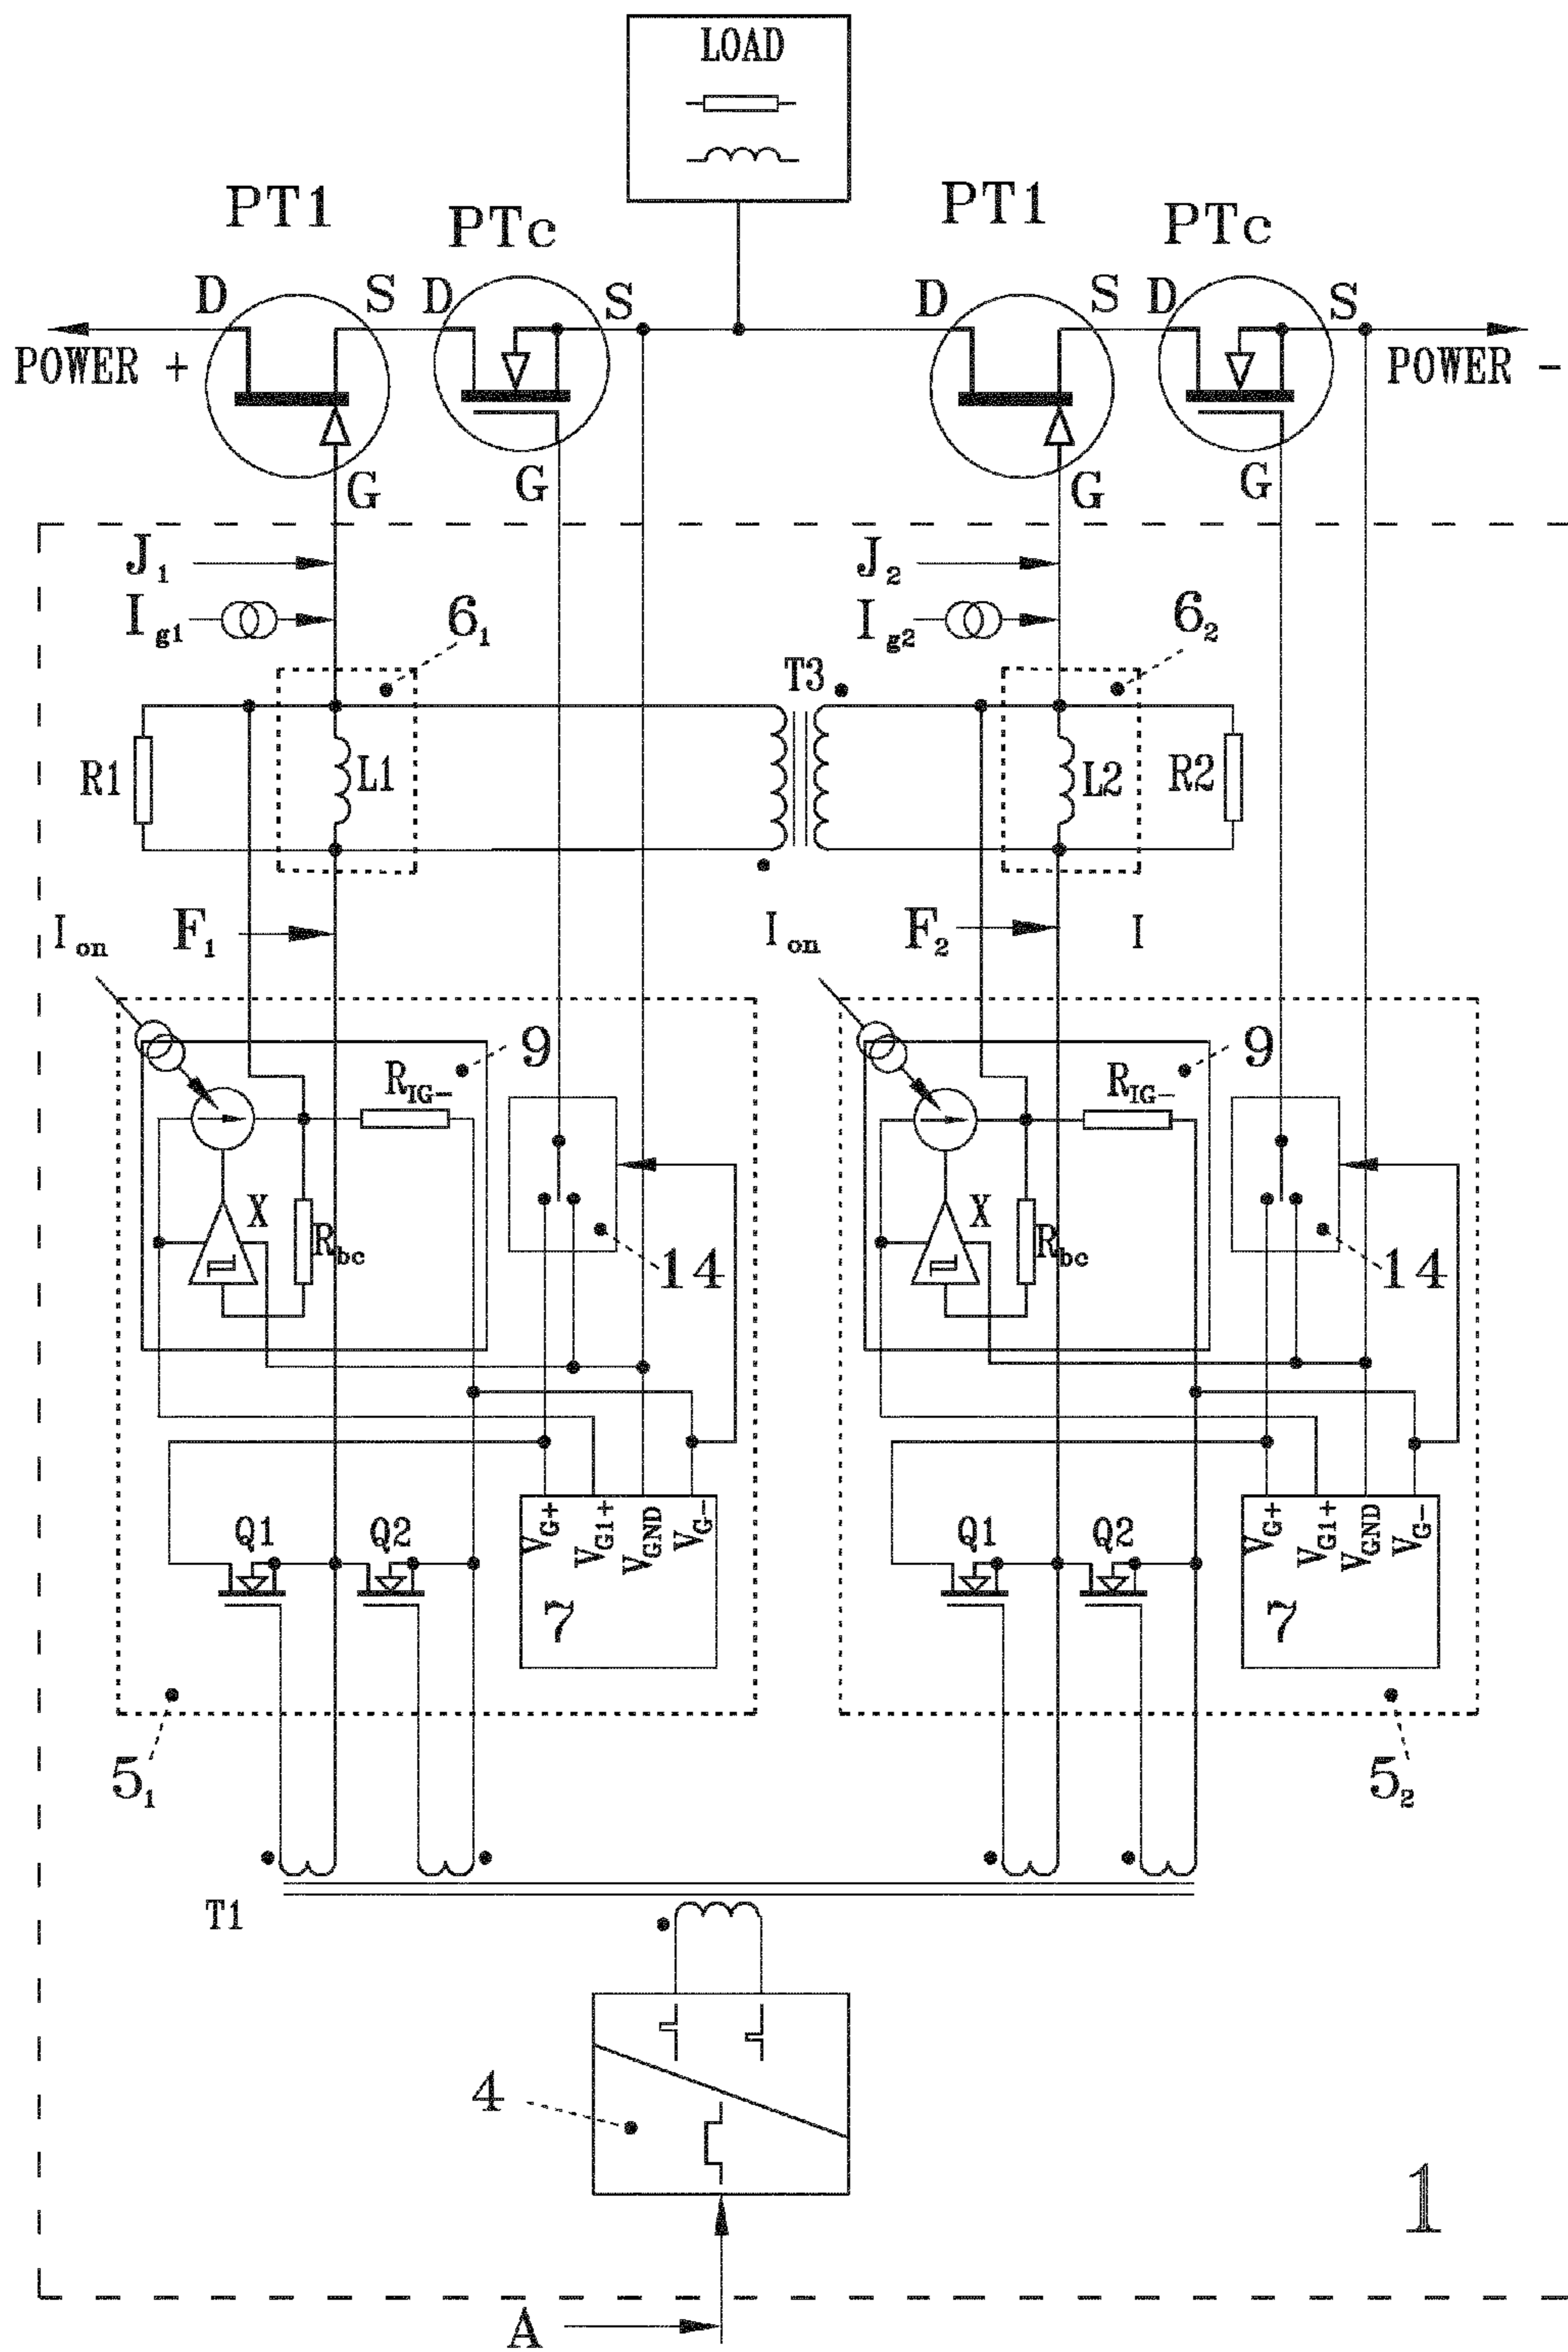 LOAD
PT1 PTc PT1 PTc
D S D S D S D S
POWER + POWER -
G G G G
J1 J2
Ig1 61 Ig2 62
T3
R1 L1 L2 R2
Ion F1 Ion F2 I
9 9
RIG- RIG-
X Rbc X Rbc
14 14
Q1 Q2 VG+ VG1+ VGND VG- Q1 Q2 VG+ VG1+ VGND VG-
7 7
51 52
T1
4
1
A